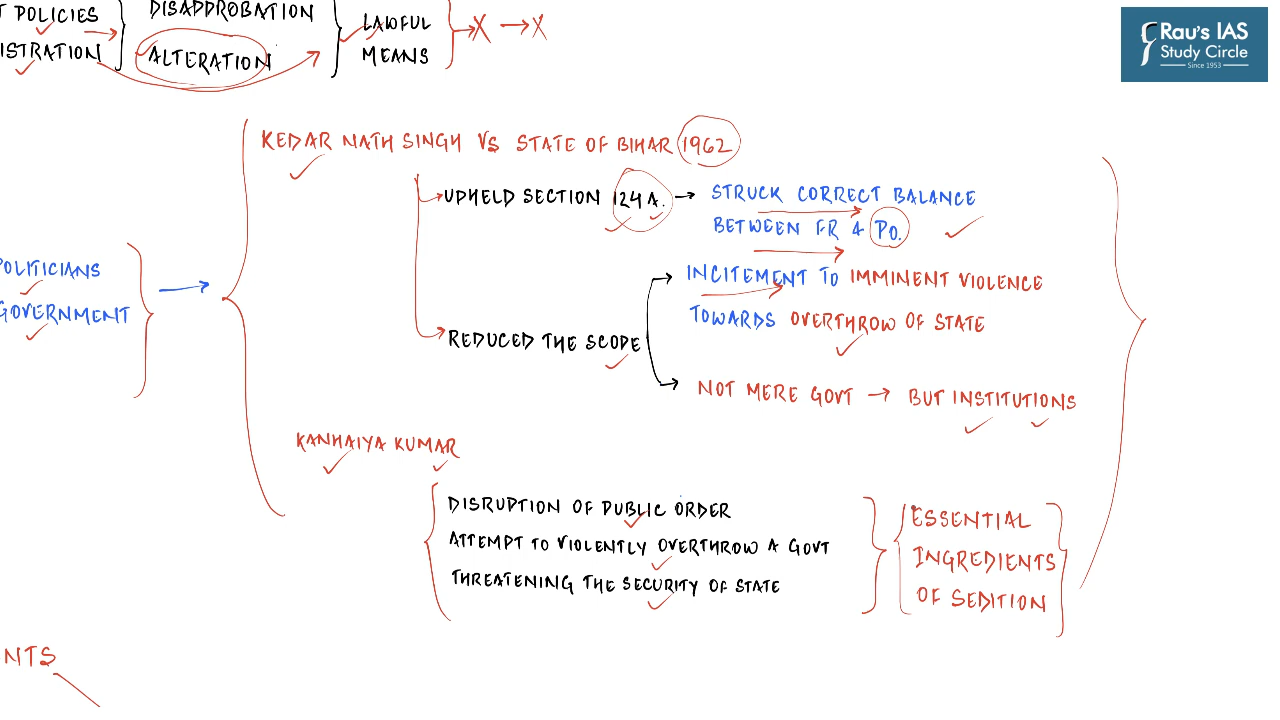 T POLICIES
DISAPPROBATION
LAWFUL
ISTRATION
ALTERATION
MEANS
X → X
Rau's IAS
Study Circle
Since 1953
KEDAR NATH SINGH VS STATE OF BIHAR 1962
UPHELD SECTION 124A. → STRUCK CORRECT BALANCE
BETWEEN FR & PO.
POLITICIANS
GOVERNMENT
INCITEMENT TO IMMINENT VIOLENCE
TOWARDS OVERTHROW OF STATE
REDUCED THE SCOPE
NOT MERE GOVT → BUT INSTITUTIONS
KANHAIYA KUMAR
DISRUPTION OF PUBLIC ORDER
ATTEMPT TO VIOLENTLY OVERTHROW A GOVT
THREATENING THE SECURITY OF STATE
ESSENTIAL
INGREDIENTS
OF SEDITION
NTS